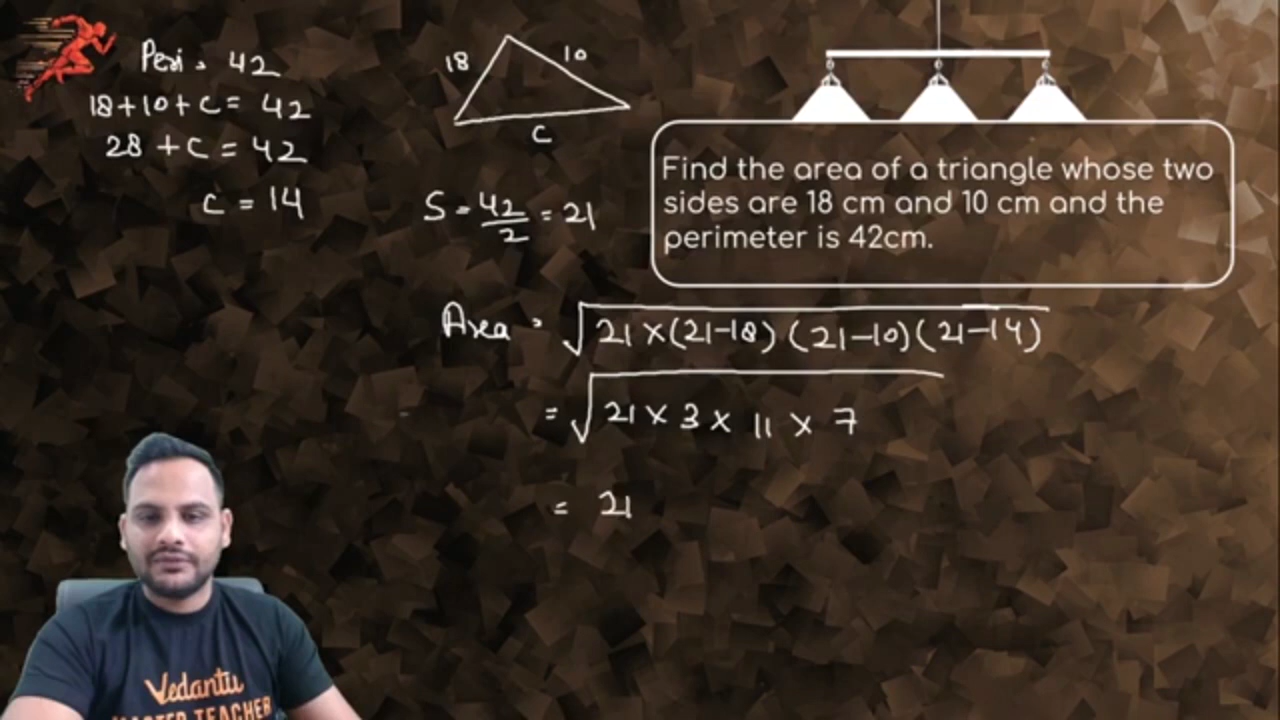 Peri = 42
18+10+C = 42
28 + C = 42
C = 14
18
10
C
S = 42/2 = 21
Find the area of a triangle whose two
sides are 18 cm and 10 cm and the
perimeter is 42cm.
Area = √21 × (21-18) (21-10) (21-14)
= √21 × 3 × 11 × 7
= 21
Vedantu
MASTER TEACHER